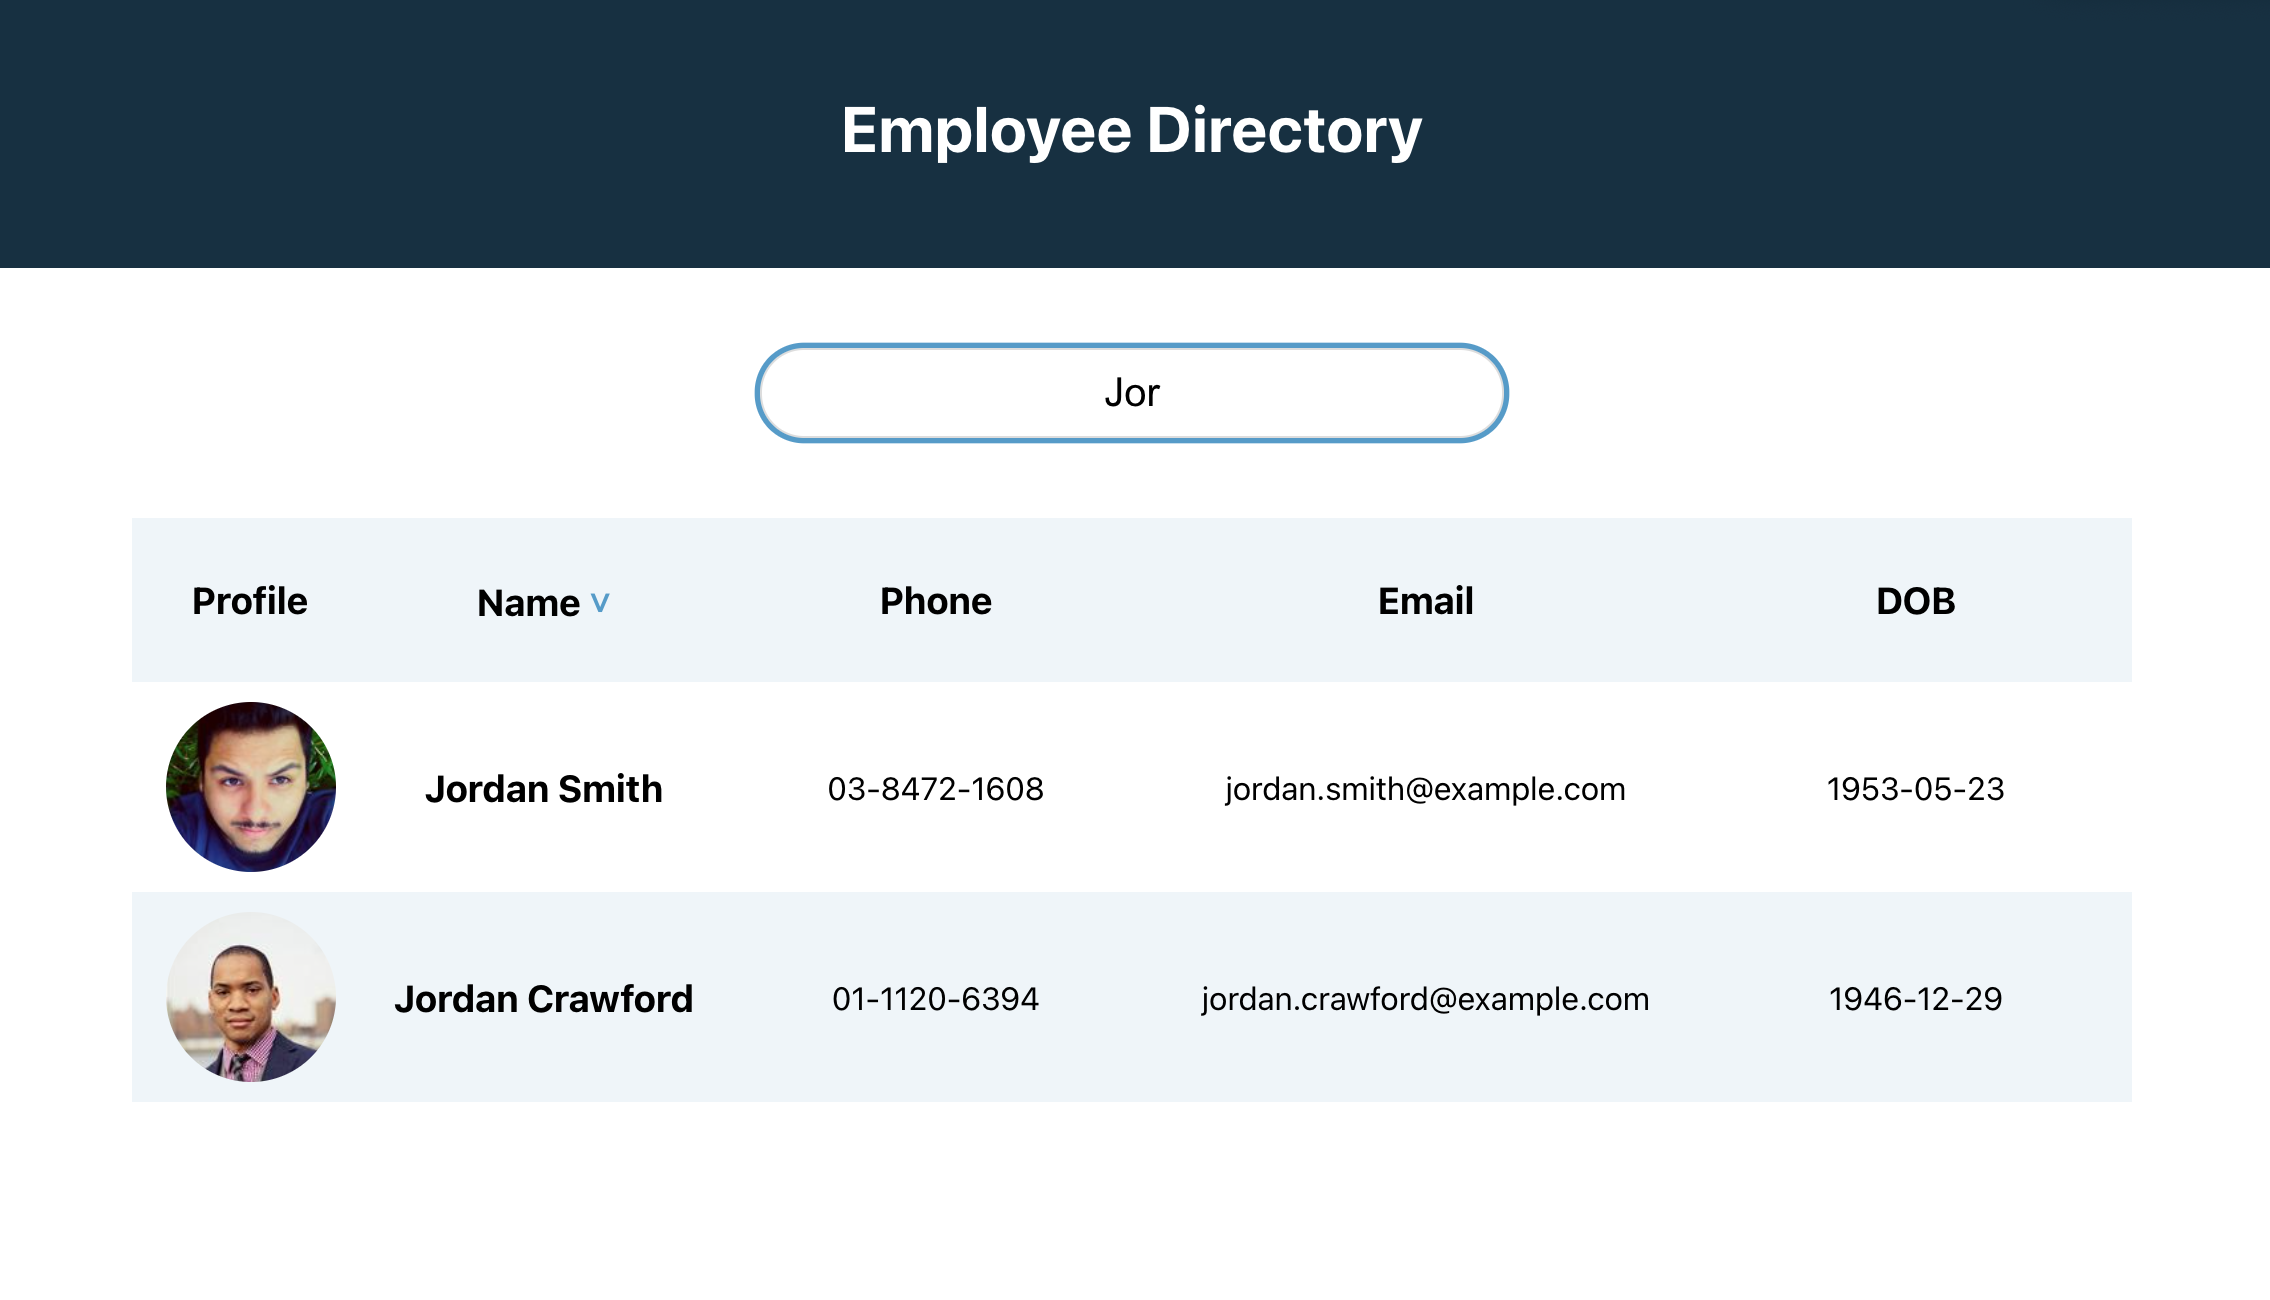 Employee Directory
Jor
Profile Name v Phone Email DOB
Jordan Smith 03-8472-1608 jordan.smith@example.com 1953-05-23
Jordan Crawford 01-1120-6394 jordan.crawford@example.com 1946-12-29